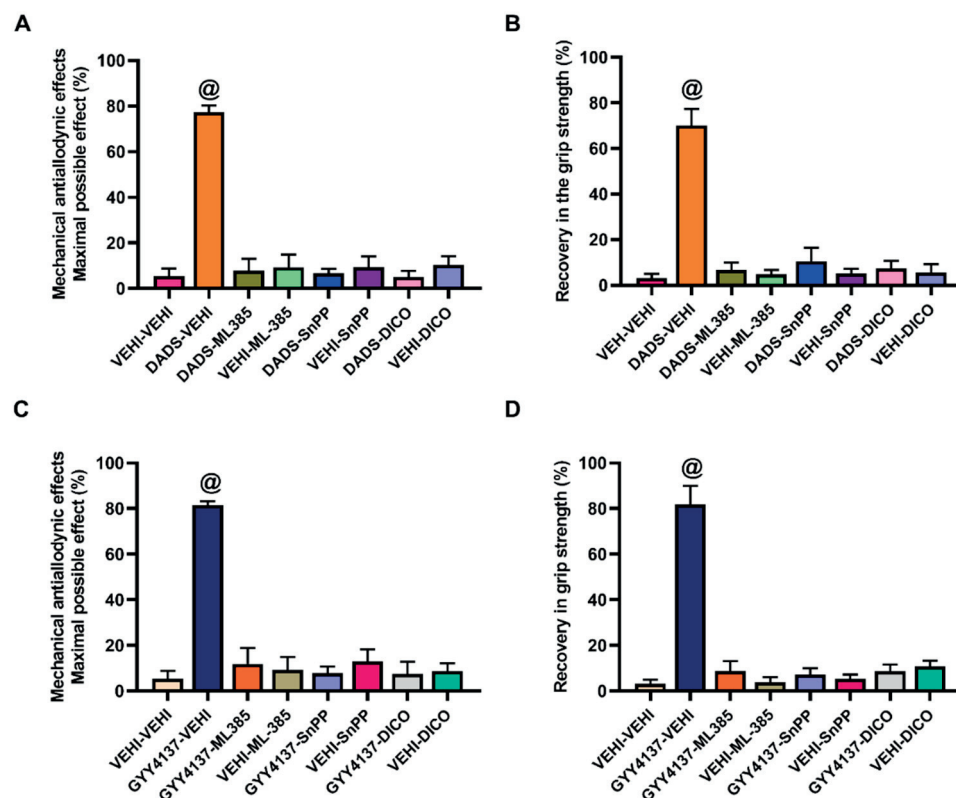 A
Mechanical antiallodynic effects
Maximal possible effect (%)
100
80
60
40
20
0
@
VEHI-VEHI
DADS-VEHI
DADS-ML385
VEHI-ML-385
DADS-SnPP
VEHI-SnPP
DADS-DICO
VEHI-DICO
B
Recovery in the grip strength (%)
100
80
60
40
20
0
@
VEHI-VEHI
DADS-VEHI
DADS-ML385
VEHI-ML-385
DADS-SnPP
VEHI-SnPP
DADS-DICO
VEHI-DICO
C
Mechanical antiallodynic effects
Maximal possible effect (%)
100
80
60
40
20
0
@
VEHI-VEHI
GYY4137-VEHI
GYY4137-ML385
VEHI-ML-385
GYY4137-SnPP
VEHI-SnPP
GYY4137-DICO
VEHI-DICO
D
Recovery in grip strength (%)
100
80
60
40
20
0
@
VEHI-VEHI
GYY4137-VEHI
GYY4137-ML385
VEHI-ML-385
GYY4137-SnPP
VEHI-SnPP
GYY4137-DICO
VEHI-DICO